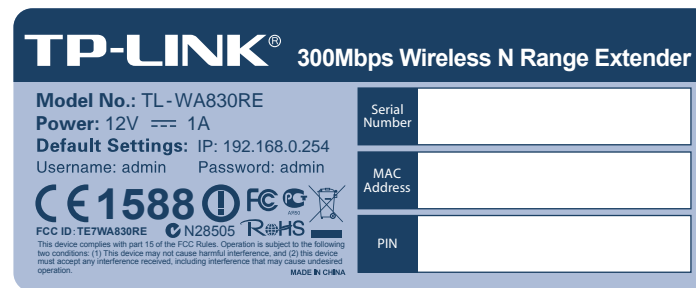 TP-LINK® 300Mbps Wireless N Range Extender
Model No.: TL-WA830RE
Power: 12V ⎓ 1A
Default Settings: IP: 192.168.0.254
Username: admin Password: admin
CE1588 FC PG
AR50
FCC ID:TE7WA830RE N28505 RoHS
This device complies with part 15 of the FCC Rules. Operation is subject to the following
two conditions: (1) This device may not cause harmful interference, and (2) this device
must accept any interference received, including interference that may cause undesired
operation.
MADE IN CHINA
Serial
Number
MAC
Address
PIN